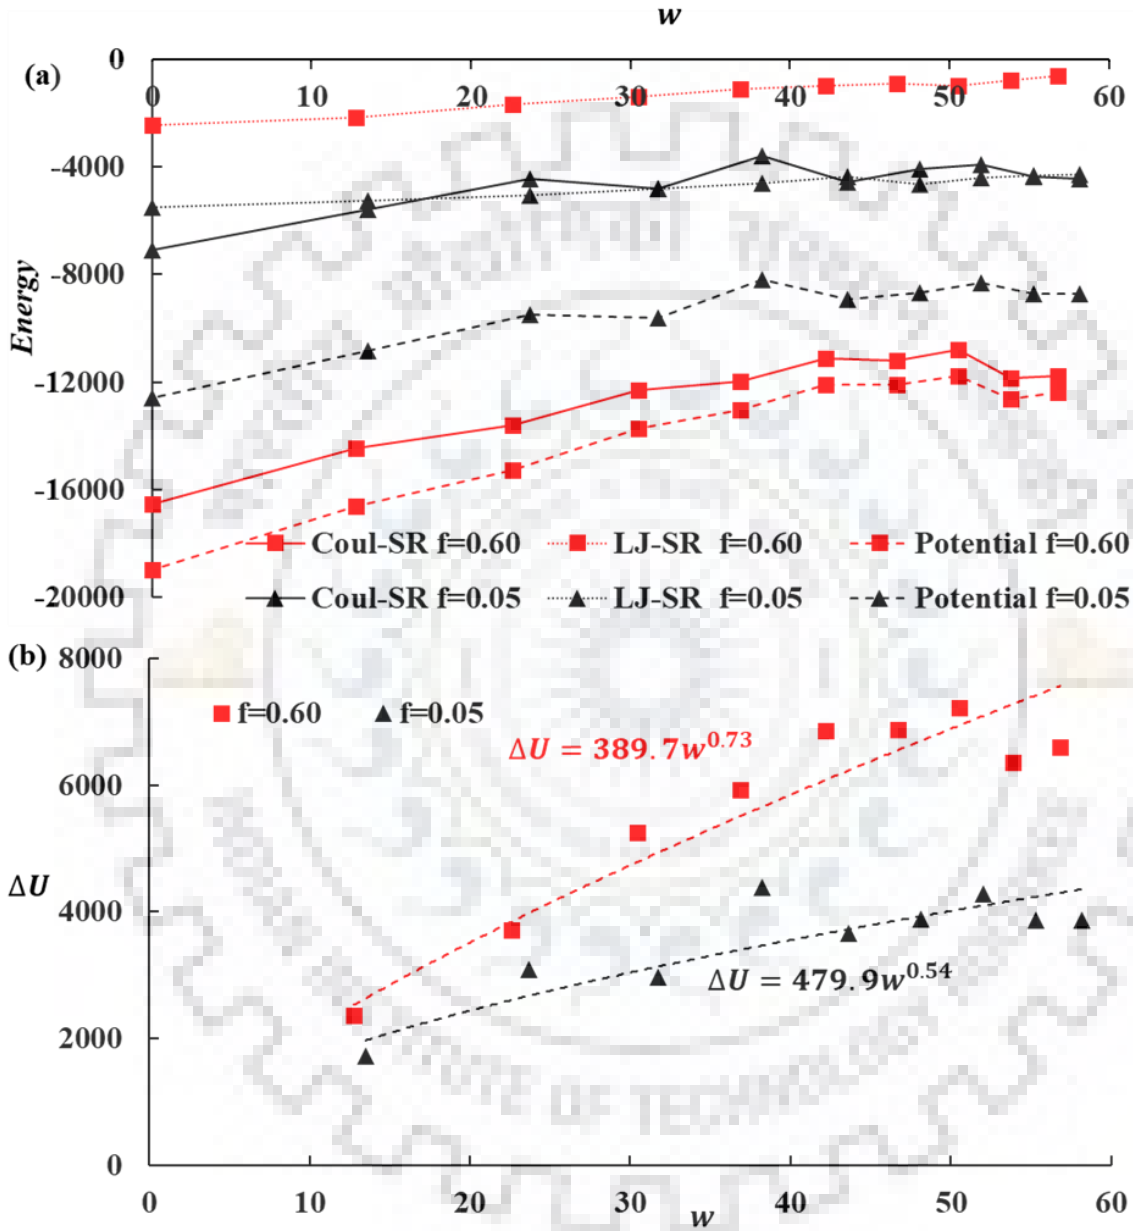 w
(a)
0
0 10 20 30 40 50 60
-4000
-8000
Energy
-12000
-16000
-20000
Coul-SR f=0.60 LJ-SR f=0.60 Potential f=0.60
Coul-SR f=0.05 LJ-SR f=0.05 Potential f=0.05
(b)
8000
f=0.60 f=0.05
ΔU = 389.7w^0.73
6000
ΔU
4000
ΔU = 479.9w^0.54
2000
0
0 10 20 30 40 50 60
w
INSTITUTE OF TECHNOLOGY